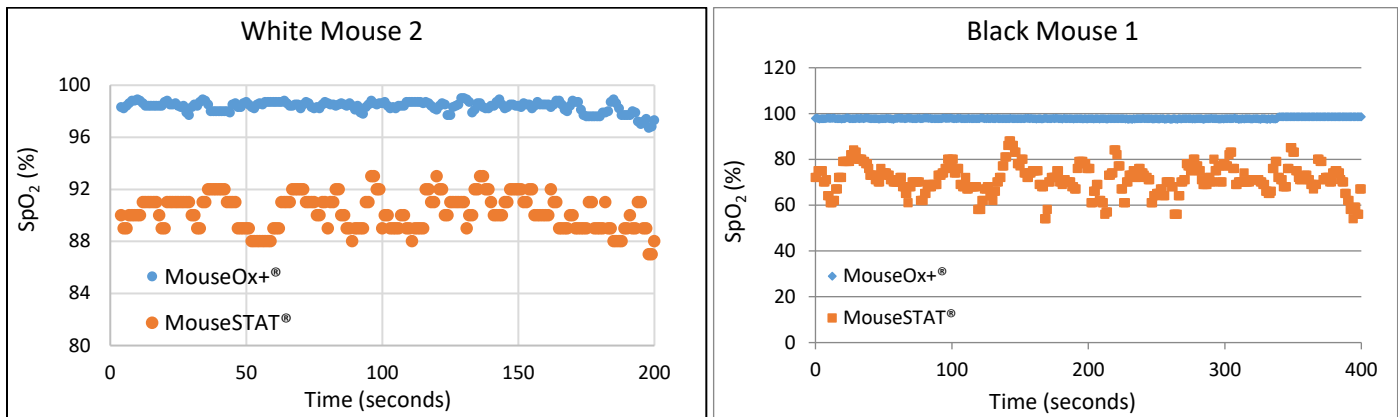 White Mouse 2
SpO₂ (%)
100
96
92
88
84
80
MouseOx+®
MouseSTAT®
0 50 100 150 200
Time (seconds)
Black Mouse 1
SpO₂ (%)
120
100
80
60
40
20
0
MouseOx+®
MouseSTAT®
0 100 200 300 400
Time (seconds)